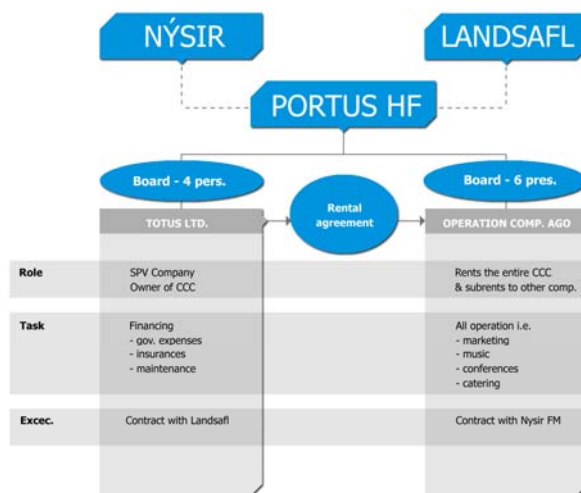 NÝSIR
LANDSAFL
PORTUS HF
Board - 4 pers.
Board - 6 pres.
Rental
agreement
TOTUS LTD.
OPERATION COMP. AGO
Role
SPV Company
Owner of CCC
Rents the entire CCC
& subrents to other comp.
Task
Financing
- gov. expenses
- insurances
- maintenance
All operation i.e.
- marketing
- music
- conferences
- catering
Excec.
Contract with Landsafl
Contract with Nysir FM